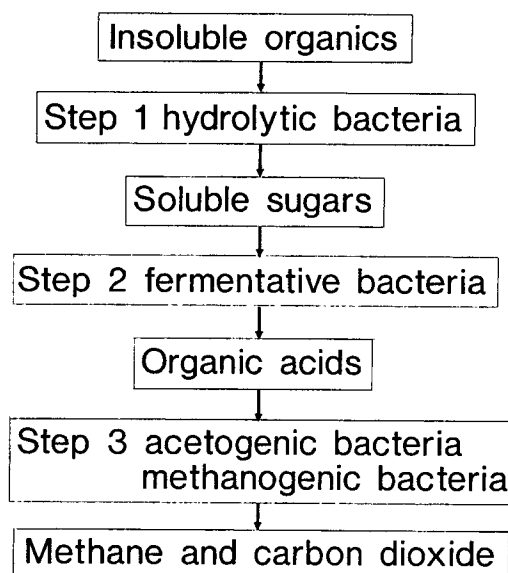 Insoluble organics
Step 1 hydrolytic bacteria
Soluble sugars
Step 2 fermentative bacteria
Organic acids
Step 3 acetogenic bacteria
methanogenic bacteria
Methane and carbon dioxide